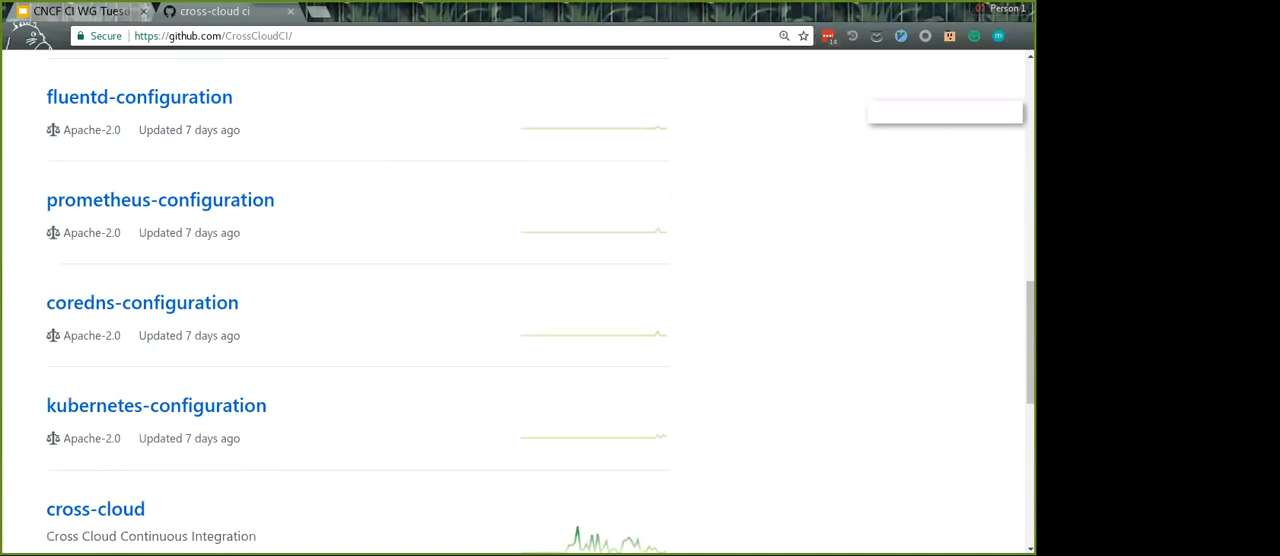 CNCF CI WG Tuesd
cross-cloud ci
Person 1
Secure
https://github.com/CrossCloudCI/
14
fluentd-configuration
Apache-2.0 Updated 7 days ago
prometheus-configuration
Apache-2.0 Updated 7 days ago
coredns-configuration
Apache-2.0 Updated 7 days ago
kubernetes-configuration
Apache-2.0 Updated 7 days ago
cross-cloud
Cross Cloud Continuous Integration